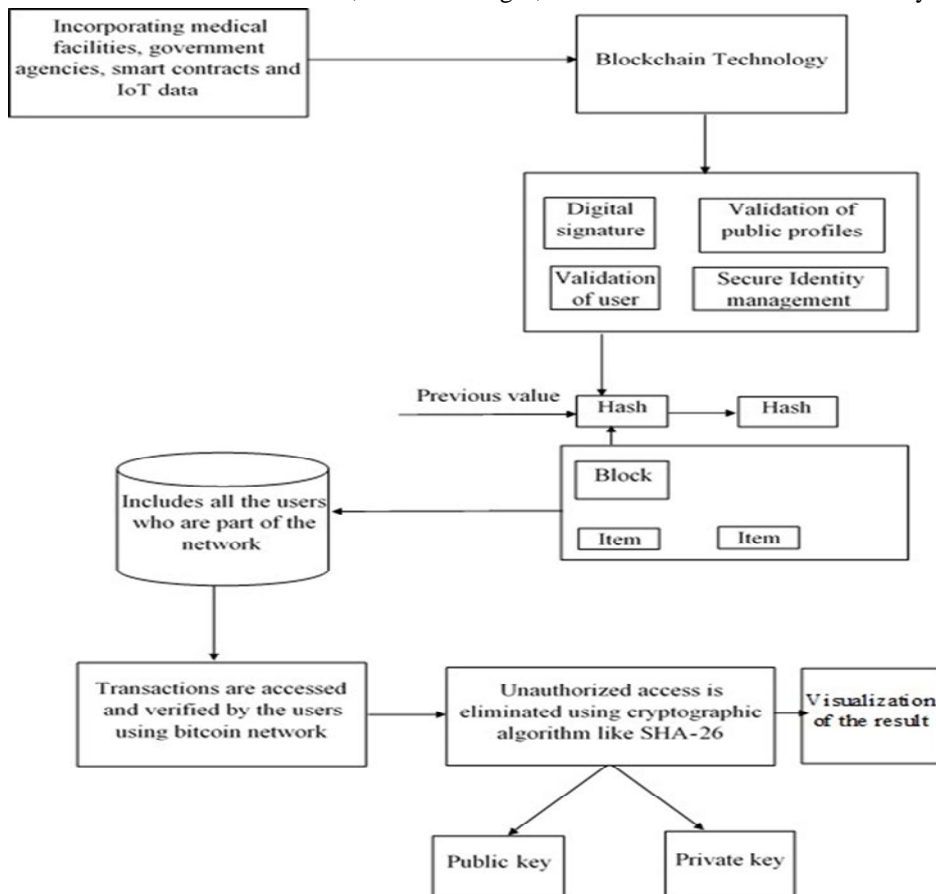 Incorporating medical
facilities, government
agencies, smart contracts and
IoT data
Blockchain Technology
Digital
signature
Validation of
public profiles
Validation
of user
Secure Identity
management
Previous value
Hash
Hash
Block
Item
Item
Includes all the users
who are part of the
network
Transactions are accessed
and verified by the users
using bitcoin network
Unauthorized access is
eliminated using cryptographic
algorithm like SHA-26
Visualization
of the result
Public key
Private key